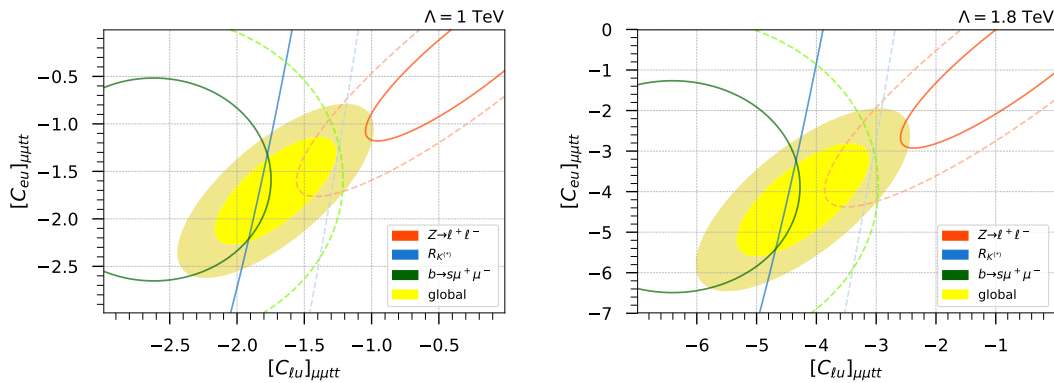 Λ = 1 TeV
[C_eu]_μμtt
−0.5
−1.0
−1.5
−2.0
−2.5
−2.5 −2.0 −1.5 −1.0 −0.5
[C_ℓu]_μμtt
Z→ℓ⁺ℓ⁻
R_K(*)
b→sμ⁺μ⁻
global
Λ = 1.8 TeV
[C_eu]_μμtt
0
−1
−2
−3
−4
−5
−6
−7
−6 −5 −4 −3 −2 −1
[C_ℓu]_μμtt
Z→ℓ⁺ℓ⁻
R_K(*)
b→sμ⁺μ⁻
global